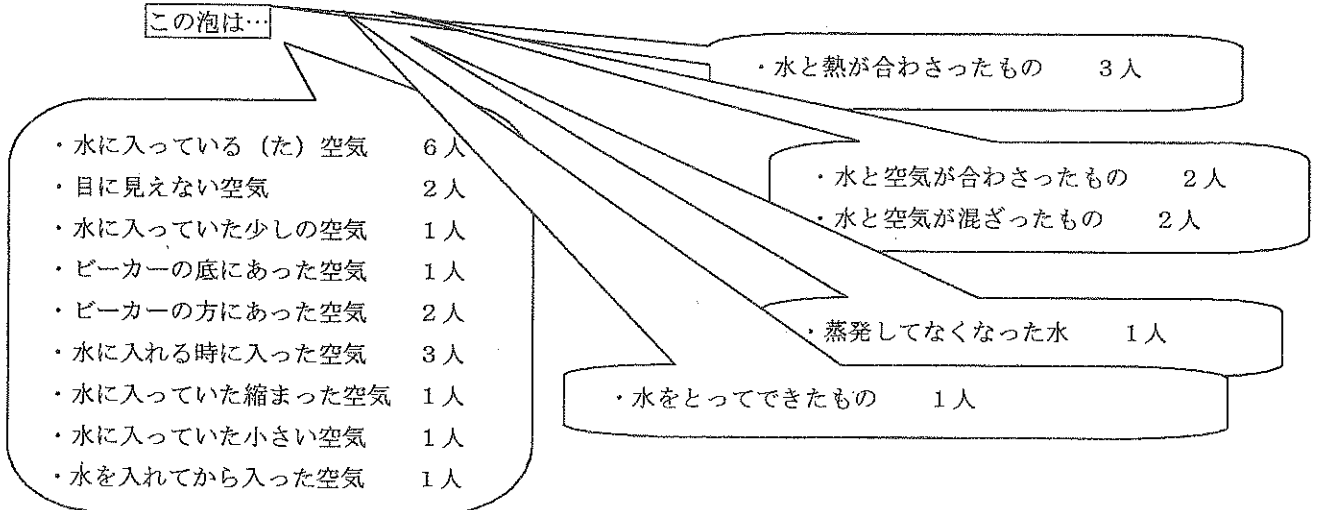 この泡は…
・水と熱が合わさったもの 3人
・水に入っている(た)空気 6人
・目に見えない空気 2人
・水に入っていた少しの空気 1人
・ビーカーの底にあった空気 1人
・ビーカーの方にあった空気 2人
・水に入れる時に入った空気 3人
・水に入っていた縮まった空気 1人
・水に入っていた小さい空気 1人
・水を入れてから入った空気 1人
・水と空気が合わさったもの 2人
・水と空気が混ざったもの 2人
・蒸発してなくなった水 1人
・水をとってできたもの 1人